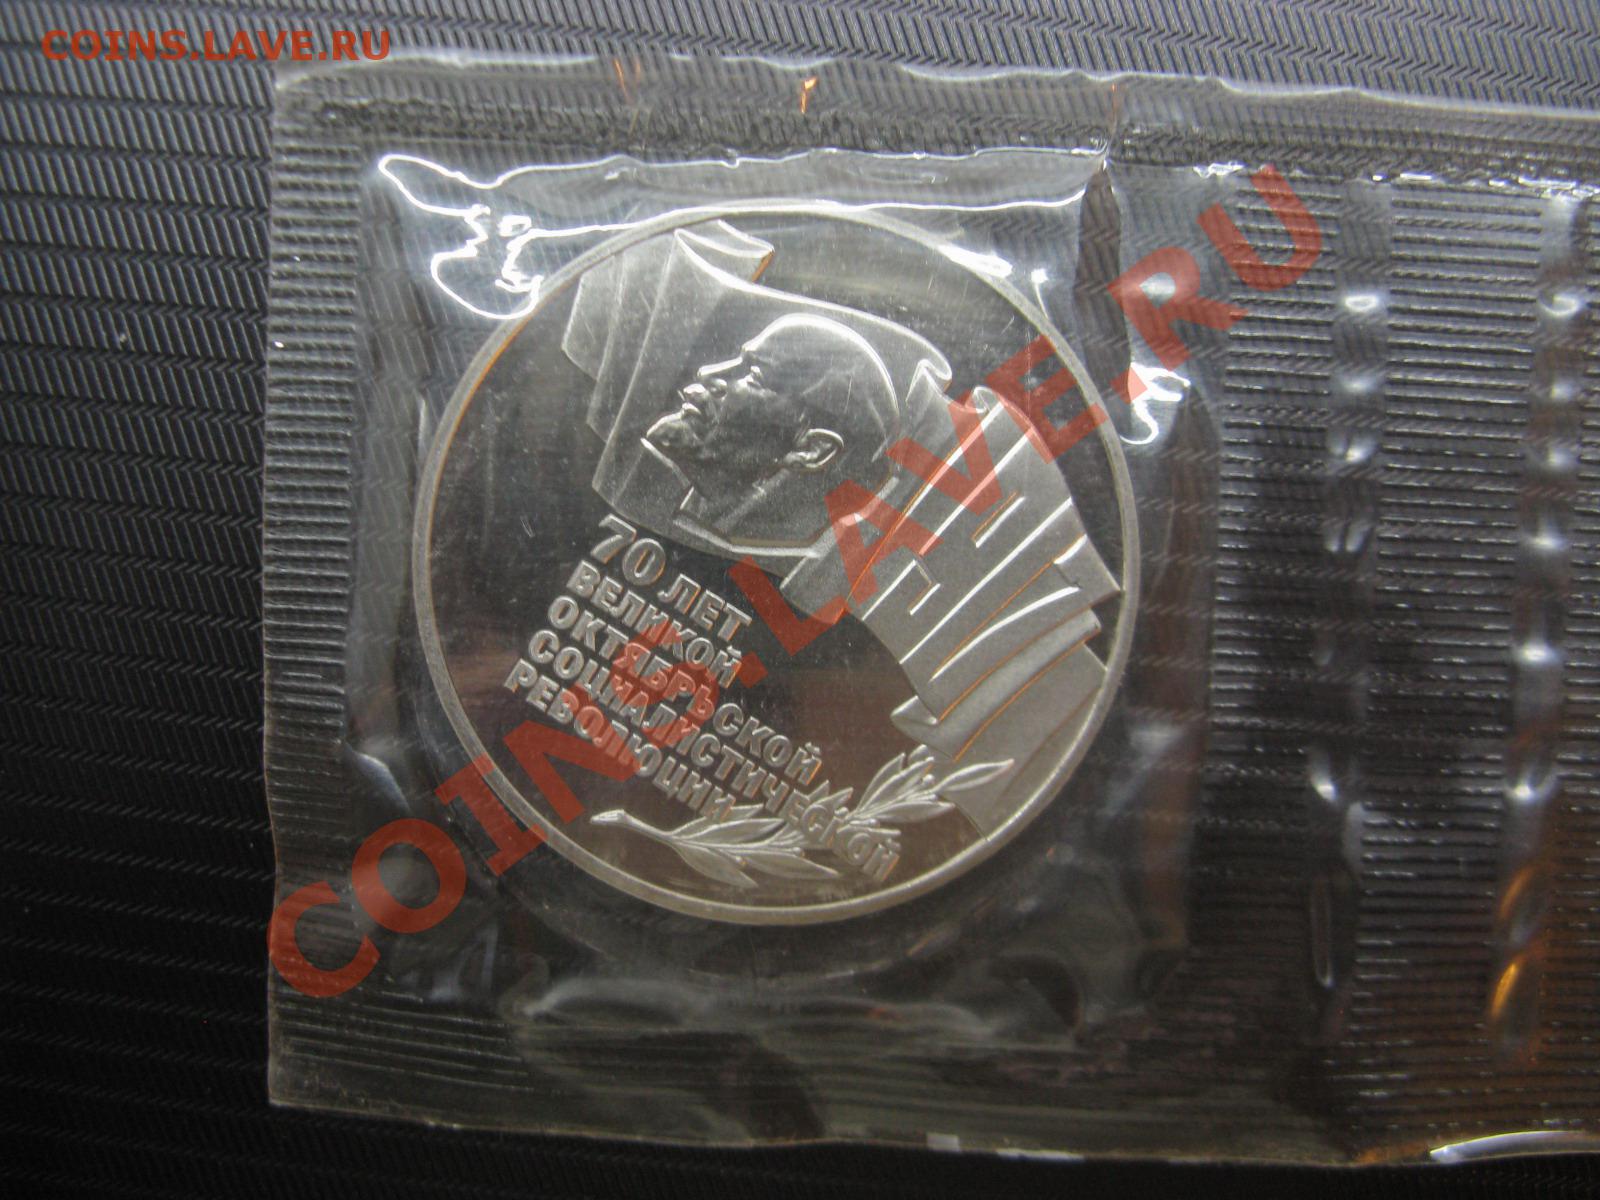 COINS.LAVE.RU
COINS.LAVE.RU
70 ЛЕТ
ВЕЛИКОЙ
ОКТЯБРЬСКОЙ
СОЦИАЛИСТИЧЕСКОЙ
РЕВОЛЮЦИИ